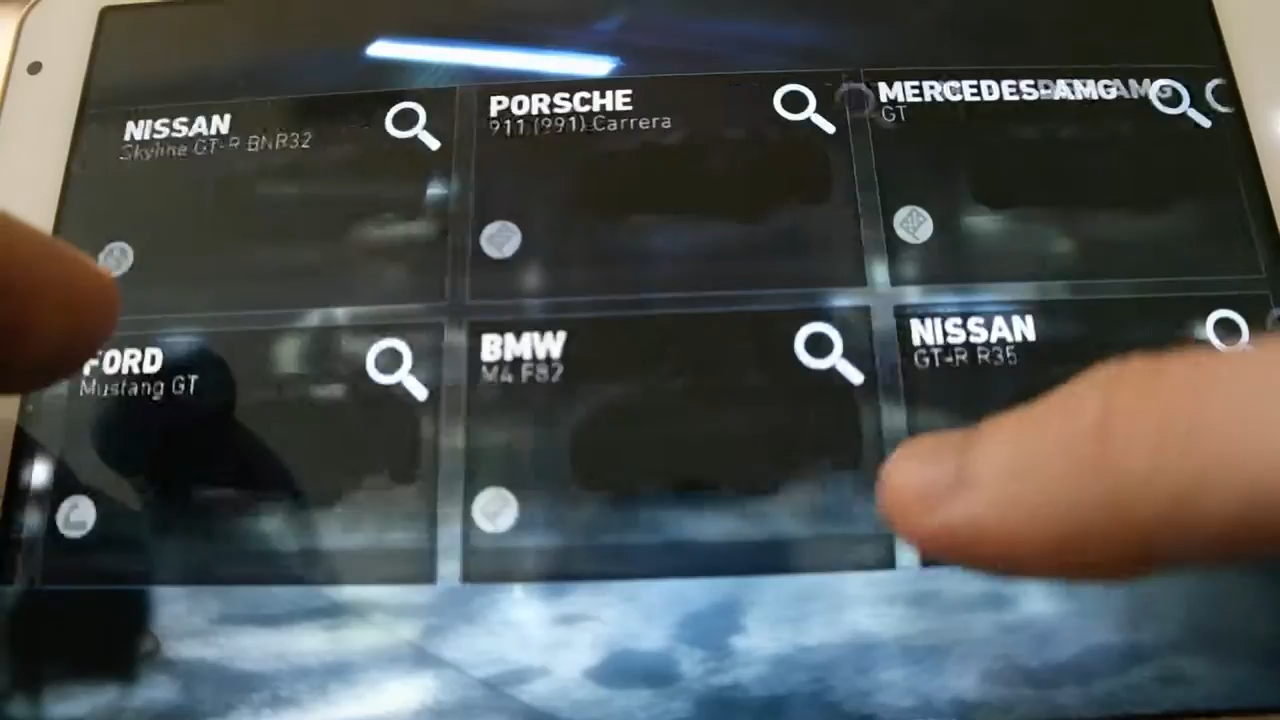 NISSAN
Skyline GT-R BNR32
PORSCHE
911 (991) Carrera
MERCEDES-AMG
GT
FORD
Mustang GT
BMW
M4 F82
NISSAN
GT-R R35